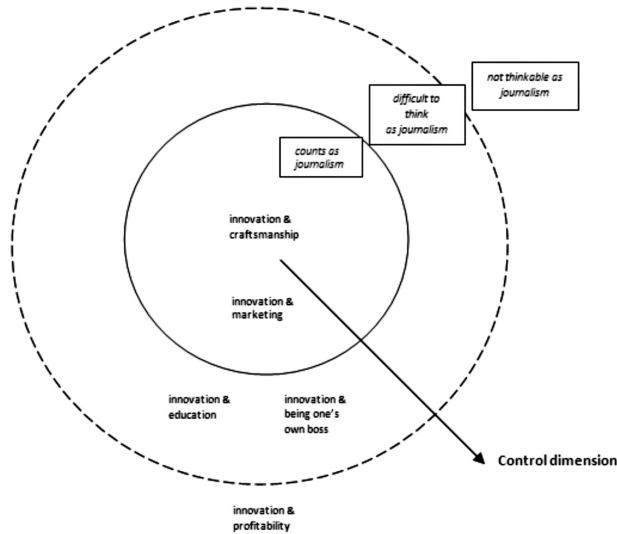 not thinkable as
journalism
difficult to
think
as journalism
counts as
journalism
innovation &
craftsmanship
innovation &
marketing
innovation &
education
innovation &
being one's
own boss
Control dimension
innovation &
profitability